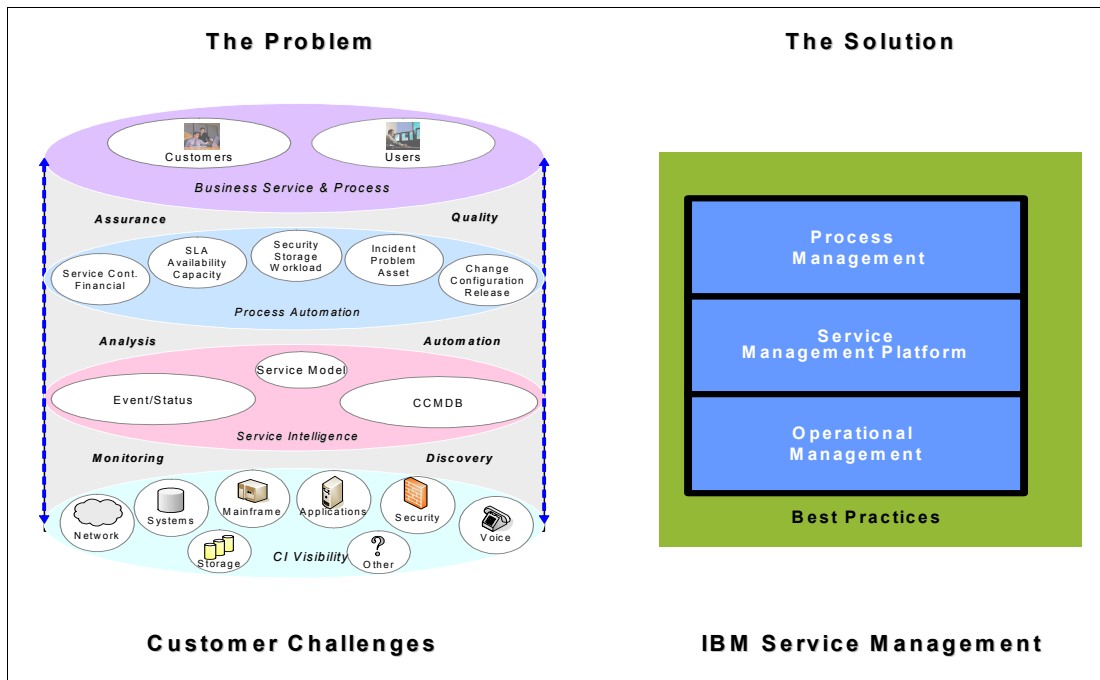 The Problem
Customers
Users
Business Service & Process
Assurance
Quality
Service Cont.
Financial
SLA
Availability
Capacity
Security
Storage
Workload
Incident
Problem
Asset
Change
Configuration
Release
Process Automation
Analysis
Automation
Service Model
Event/Status
CCMDB
Service Intelligence
Monitoring
Discovery
Network
Systems
Mainframe
Applications
Security
Voice
Storage
CI Visibility
?
Other
Customer Challenges
The Solution
Process
Management
Service
Management Platform
Operational
Management
Best Practices
IBM Service Management